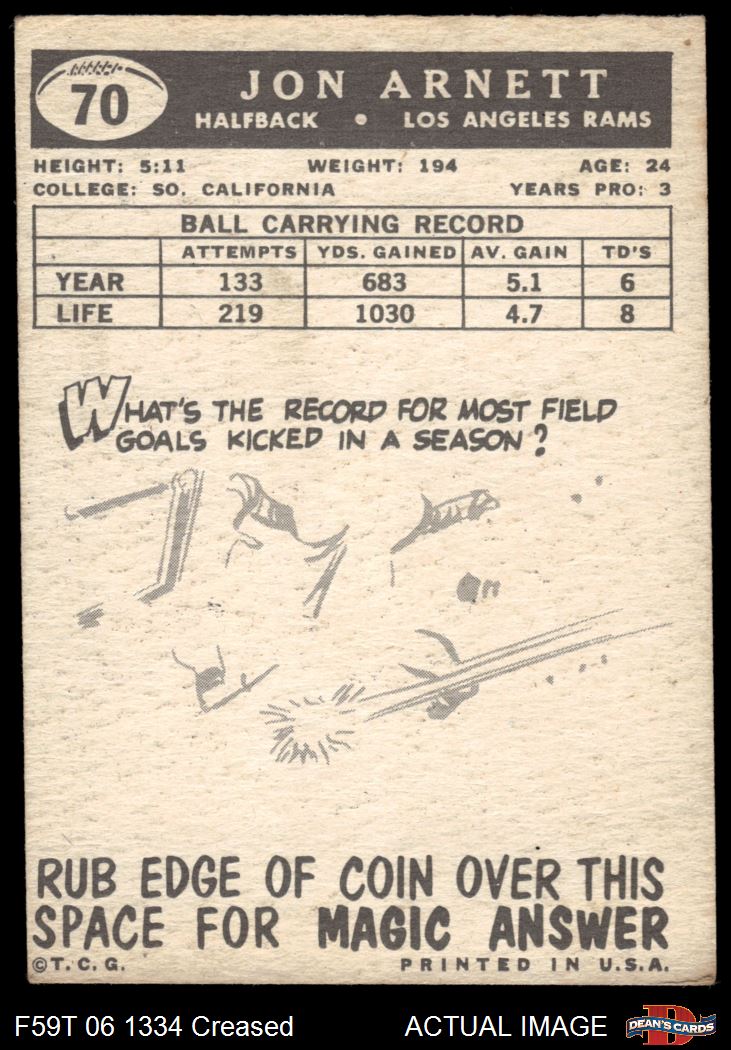 70
JON ARNETT
HALFBACK • LOS ANGELES RAMS
HEIGHT: 5:11 WEIGHT: 194 AGE: 24
COLLEGE: SO. CALIFORNIA YEARS PRO: 3
BALL CARRYING RECORD
ATTEMPTS YDS. GAINED AV. GAIN TD'S
YEAR 133 683 5.1 6
LIFE 219 1030 4.7 8
WHAT'S THE RECORD FOR MOST FIELD
GOALS KICKED IN A SEASON?
RUB EDGE OF COIN OVER THIS
SPACE FOR MAGIC ANSWER
©T.C.G. PRINTED IN U.S.A.
F59T 06 1334 Creased ACTUAL IMAGE
D
DEAN'S CARDS